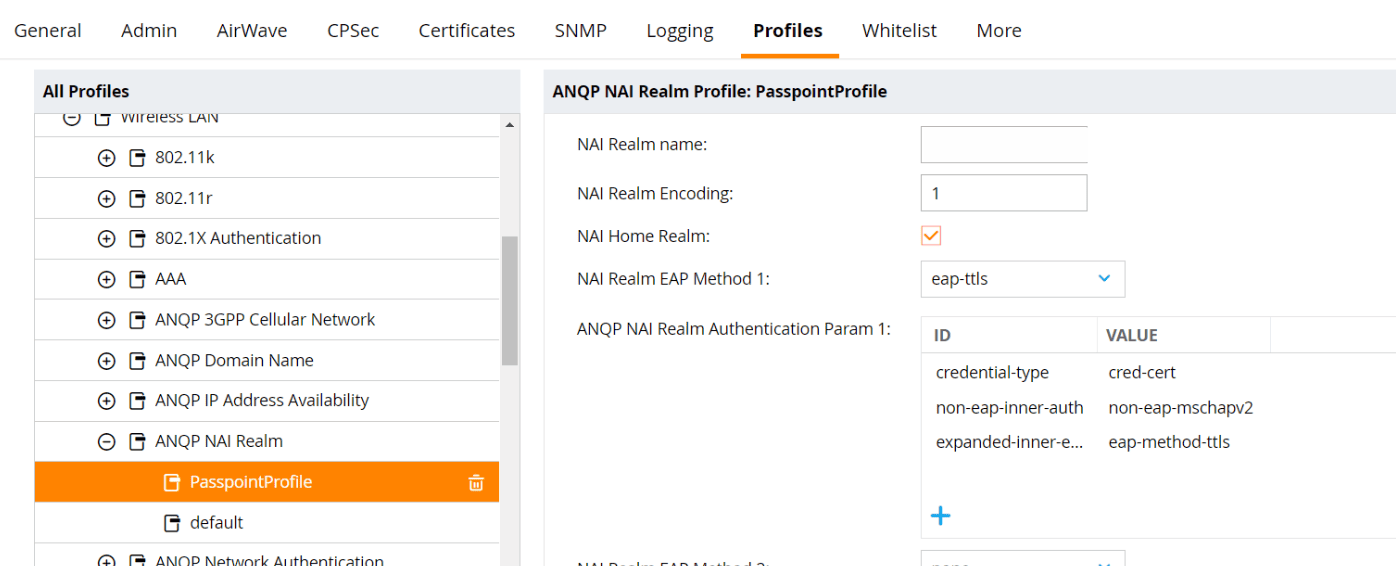 General Admin AirWave CPSec Certificates SNMP Logging Profiles Whitelist More
All Profiles
Wireless LAN
802.11k
802.11r
802.1X Authentication
AAA
ANQP 3GPP Cellular Network
ANQP Domain Name
ANQP IP Address Availability
ANQP NAI Realm
PasspointProfile
default
ANQP Network Authentication
ANQP NAI Realm Profile: PasspointProfile
NAI Realm name:
NAI Realm Encoding: 1
NAI Home Realm:
NAI Realm EAP Method 1: eap-ttls
ANQP NAI Realm Authentication Param 1:
ID VALUE
credential-type cred-cert
non-eap-inner-auth non-eap-mschapv2
expanded-inner-e... eap-method-ttls
NAI Realm EAP Method 2: none